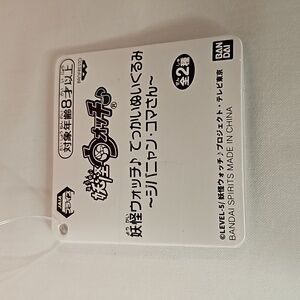 対象年齢8才以上
BANPRESTO
妖怪ウォッチ
妖怪ウォッチ♪ でっかいぬいぐるみ
～ジバニャン・コマさん～
全2種
BAN
DAI
©LEVEL-5/妖怪ウォッチ♪プロジェクト・テレビ東京
BANDAI SPIRITS MADE IN CHINA